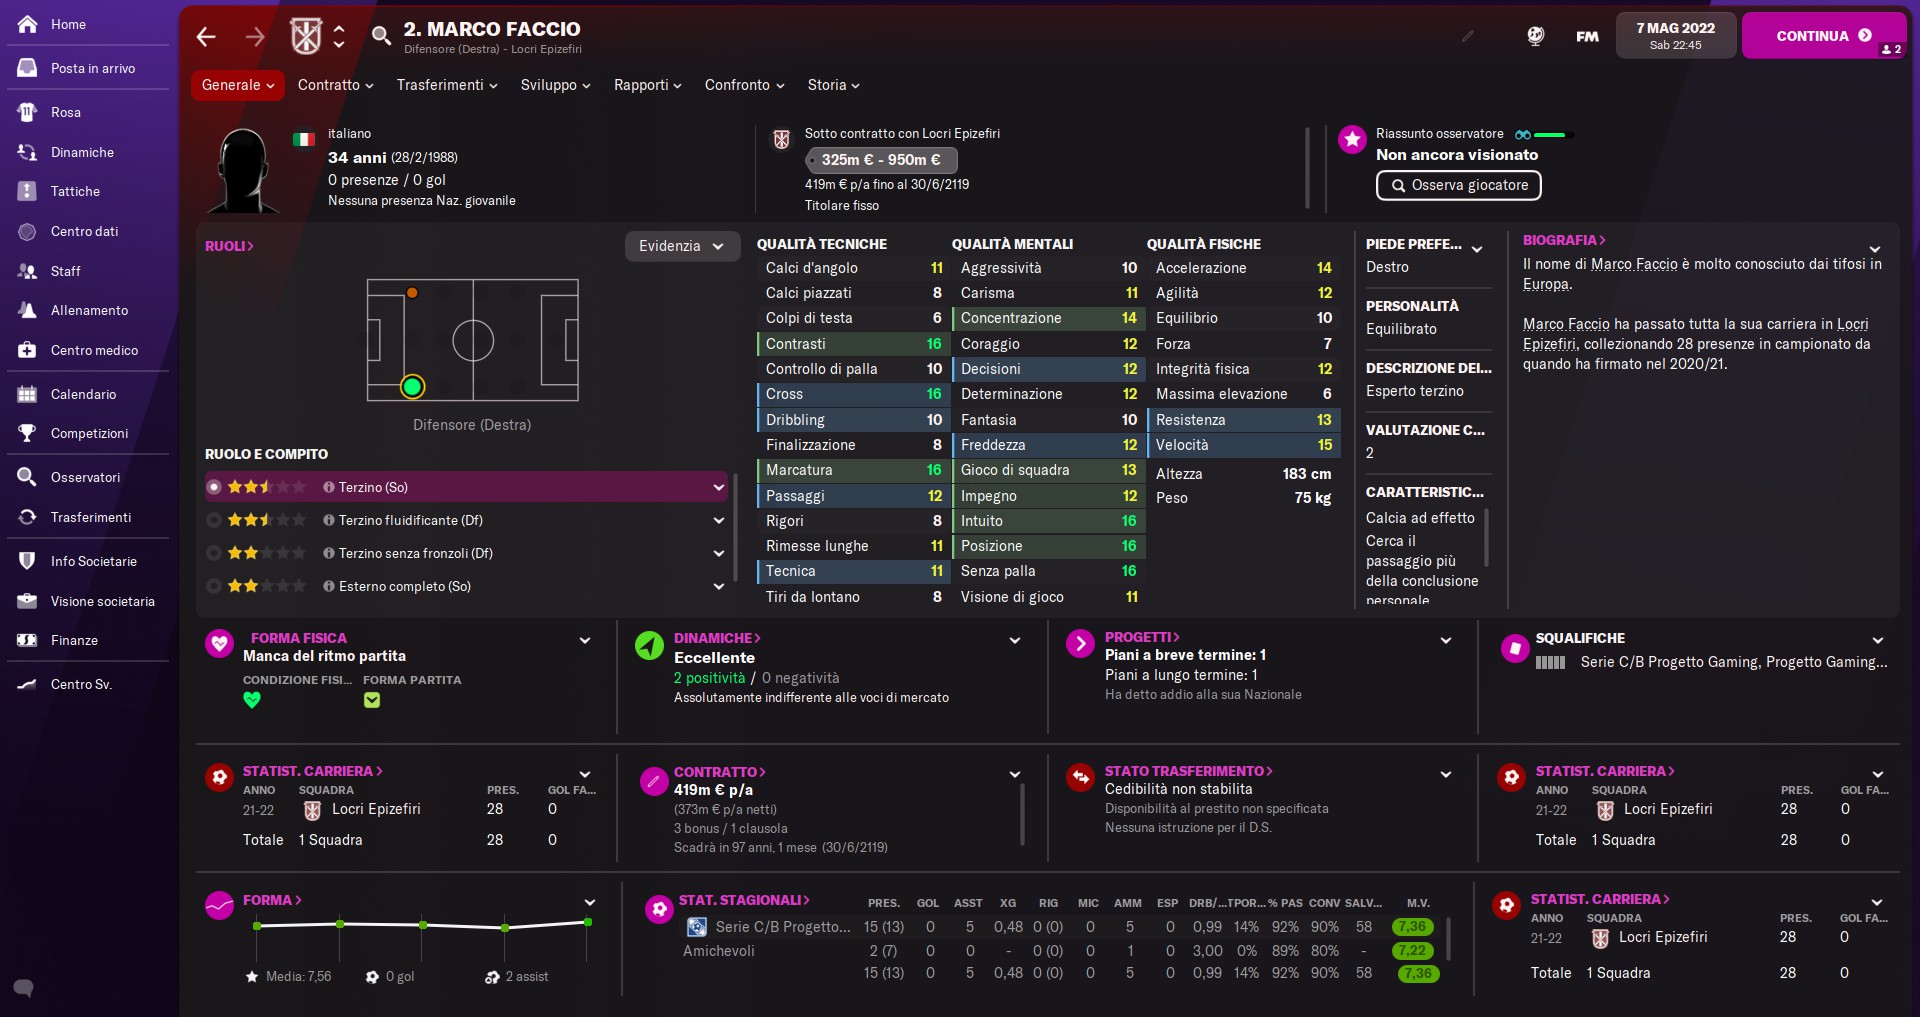 Home
Posta in arrivo
Rosa
Dinamiche
Tattiche
Centro dati
Staff
Allenamento
Centro medico
Calendario
Competizioni
Osservatori
Trasferimenti
Info Societarie
Visione societaria
Finanze
Centro Sv.
2. MARCO FACCIO
Difensore (Destra) - Locri Epizefiri
FM
7 MAG 2022
Sab 22:45
CONTINUA
2
Generale
Contratto
Trasferimenti
Sviluppo
Rapporti
Confronto
Storia
italiano
34 anni (28/2/1988)
0 presenze / 0 gol
Nessuna presenza Naz. giovanile
Sotto contratto con Locri Epizefiri
325m € - 950m €
419m € p/a fino al 30/6/2119
Titolare fisso
Riassunto osservatore
Non ancora visionato
Osserva giocatore
RUOLI
Evidenzia
Difensore (Destra)
RUOLO E COMPITO
Terzino (So)
Terzino fluidificante (Df)
Terzino senza fronzoli (Df)
Esterno completo (So)
QUALITÀ TECNICHE
Calci d'angolo 11
Calci piazzati 8
Colpi di testa 6
Contrasti 16
Controllo di palla 10
Cross 16
Dribbling 10
Finalizzazione 8
Marcatura 16
Passaggi 12
Rigori 8
Rimesse lunghe 11
Tecnica 11
Tiri da lontano 8
QUALITÀ MENTALI
Aggressività 10
Carisma 11
Concentrazione 14
Coraggio 12
Decisioni 12
Determinazione 12
Fantasia 10
Freddezza 12
Gioco di squadra 13
Impegno 12
Intuito 16
Posizione 16
Senza palla 16
Visione di gioco 11
QUALITÀ FISICHE
Accelerazione 14
Agilità 12
Equilibrio 10
Forza 7
Integrità fisica 12
Massima elevazione 6
Resistenza 13
Velocità 15
Altezza 183 cm
Peso 75 kg
PIEDE PREFE...
Destro
PERSONALITÀ
Equilibrato
DESCRIZIONE DEI...
Esperto terzino
VALUTAZIONE C...
2
CARATTERISTIC...
Calcia ad effetto
Cerca il
passaggio più
della conclusione
personale
BIOGRAFIA
Il nome di Marco Faccio è molto conosciuto dai tifosi in
Europa.
Marco Faccio ha passato tutta la sua carriera in Locri
Epizefiri, collezionando 28 presenze in campionato da
quando ha firmato nel 2020/21.
FORMA FISICA
Manca del ritmo partita
CONDIZIONE FISI... FORMA PARTITA
DINAMICHE
Eccellente
2 positività / 0 negatività
Assolutamente indifferente alle voci di mercato
PROGETTI
Piani a breve termine: 1
Piani a lungo termine: 1
Ha detto addio alla sua Nazionale
SQUALIFICHE
Serie C/B Progetto Gaming, Progetto Gaming...
STATIST. CARRIERA
ANNO SQUADRA PRES. GOL FA...
21-22 Locri Epizefiri 28 0
Totale 1 Squadra 28 0
CONTRATTO
419m € p/a
(373m € p/a netti)
3 bonus / 1 clausola
Scadrà in 97 anni, 1 mese (30/6/2119)
STATO TRASFERIMENTO
Cedibilità non stabilita
Disponibilità al prestito non specificata
Nessuna istruzione per il D.S.
STATIST. CARRIERA
ANNO SQUADRA PRES. GOL FA...
21-22 Locri Epizefiri 28 0
Totale 1 Squadra 28 0
FORMA
Media: 7,56 0 gol 2 assist
STAT. STAGIONALI PRES. GOL ASST XG RIG MIC AMM ESP DRB/... TPOR... % PAS CONV SALV... M.V.
Serie C/B Progetto... 15 (13) 0 5 0,48 0 (0) 0 5 0 0,99 14% 92% 90% 58 7,36
Amichevoli 2 (7) 0 0 - 0 (0) 0 1 0 3,00 0% 89% 80% - 7,22
15 (13) 0 5 0,48 0 (0) 0 5 0 0,99 14% 92% 90% 58 7,36
STATIST. CARRIERA
ANNO SQUADRA PRES. GOL FA...
21-22 Locri Epizefiri 28 0
Totale 1 Squadra 28 0